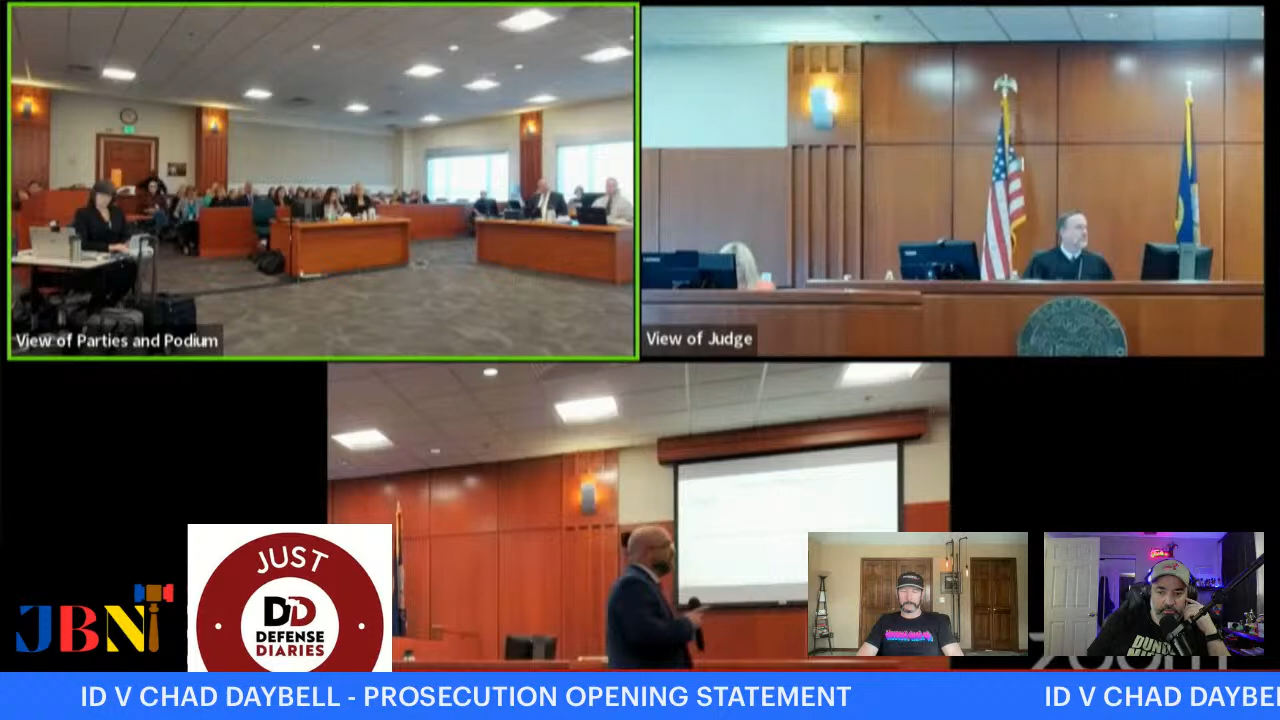 View of Parties and Podium
View of Judge
JBN
JUST
DD
DEFENSE
DIARIES
zoom
ID V CHAD DAYBELL - PROSECUTION OPENING STATEMENT
ID V CHAD DAYBEL